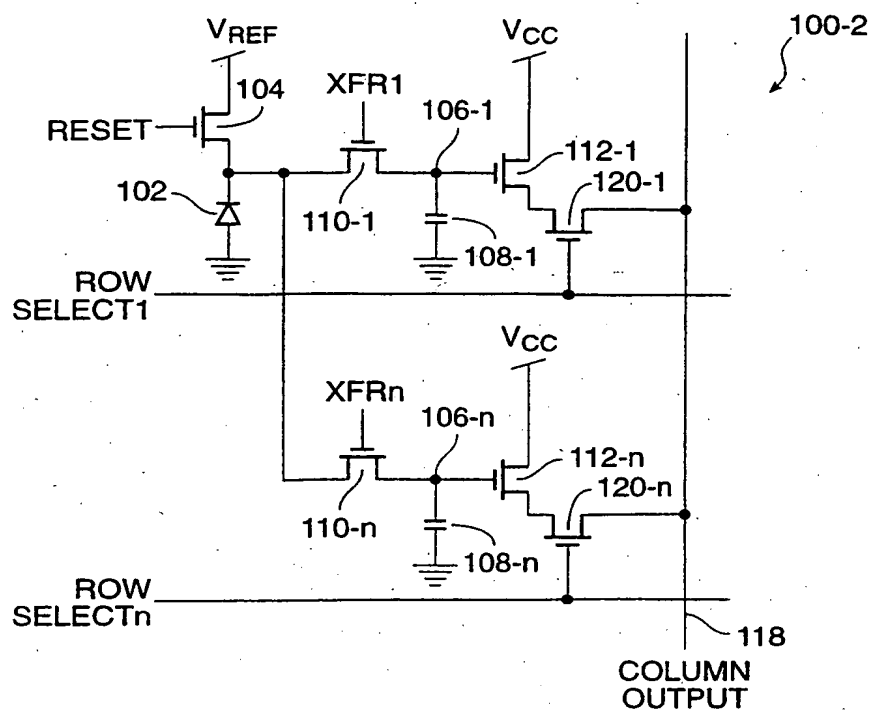 100-2
VREF
VCC
XFR1
104
106-1
RESET
112-1
120-1
102
110-1
108-1
ROW
SELECT1
VCC
XFRn
106-n
112-n
120-n
110-n
108-n
ROW
SELECTn
118
COLUMN
OUTPUT